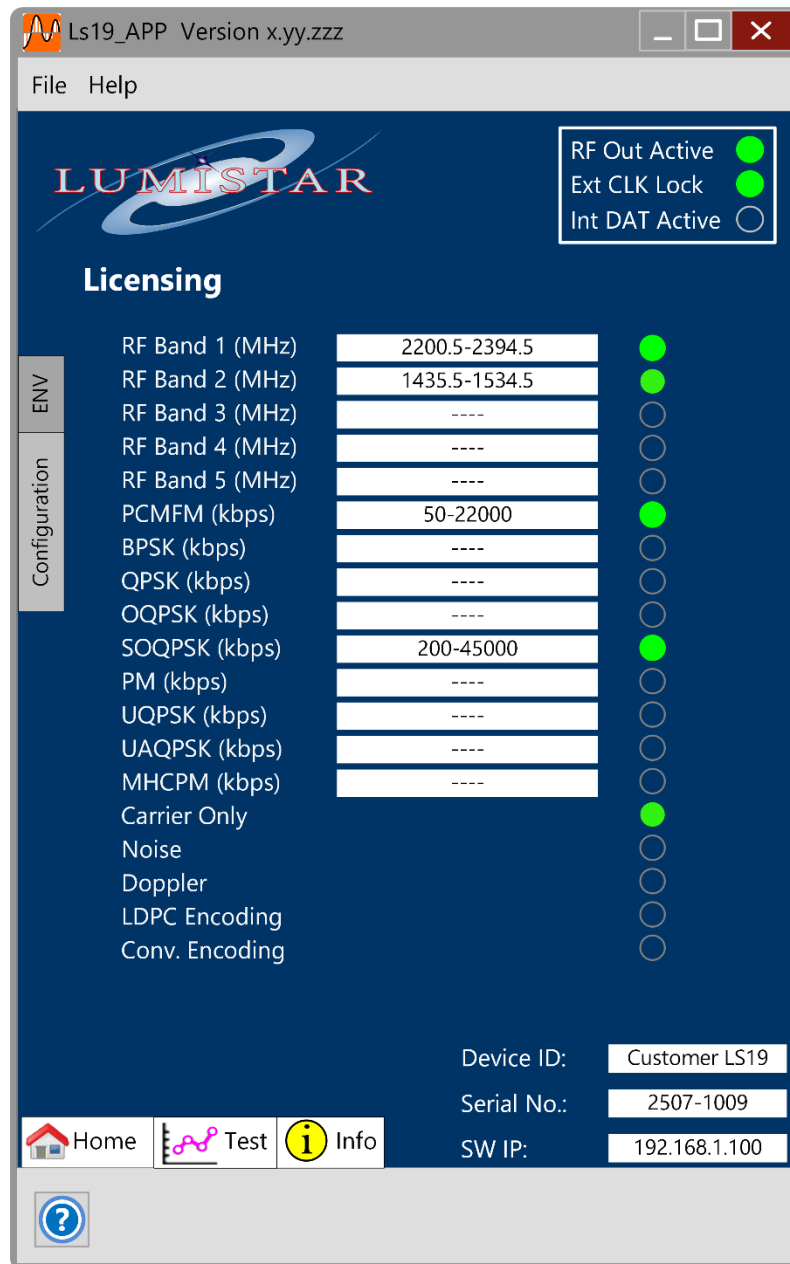 Ls19_APP Version x.yy.zzz
File Help
LUMISTAR
RF Out Active
Ext CLK Lock
Int DAT Active
Licensing
RF Band 1 (MHz) 2200.5-2394.5
RF Band 2 (MHz) 1435.5-1534.5
RF Band 3 (MHz) ----
RF Band 4 (MHz) ----
RF Band 5 (MHz) ----
PCMFM (kbps) 50-22000
BPSK (kbps) ----
QPSK (kbps) ----
OQPSK (kbps) ----
SOQPSK (kbps) 200-45000
PM (kbps) ----
UQPSK (kbps) ----
UAQPSK (kbps) ----
MHCPM (kbps) ----
Carrier Only
Noise
Doppler
LDPC Encoding
Conv. Encoding
ENV
Configuration
Device ID: Customer LS19
Serial No.: 2507-1009
SW IP: 192.168.1.100
Home Test i Info
?